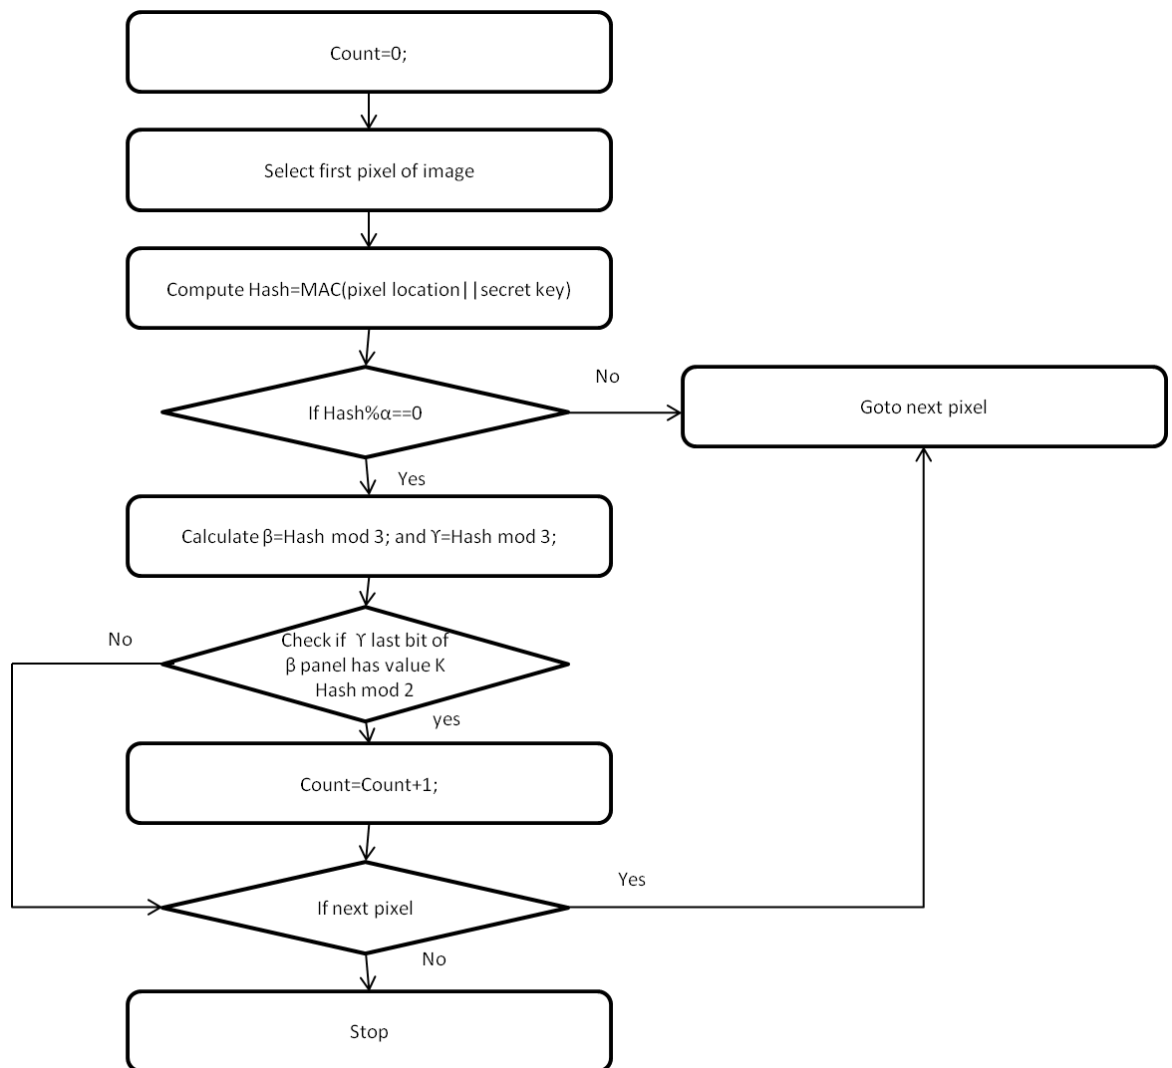 Count=0;
Select first pixel of image
Compute Hash=MAC(pixel location||secret key)
If Hash%α==0
No
Goto next pixel
Yes
Calculate β=Hash mod 3; and ϒ=Hash mod 3;
No
Check if ϒ last bit of
β panel has value K
Hash mod 2
yes
Count=Count+1;
If next pixel
Yes
No
Stop